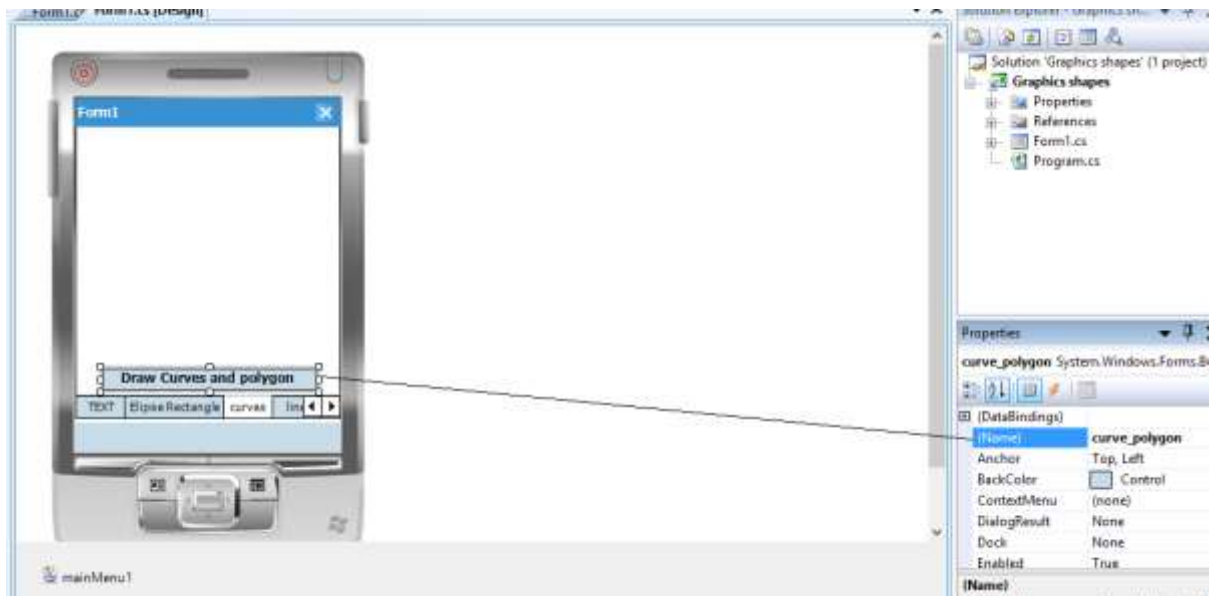 Form1.cs [Design]
Form1
Draw Curves and polygon
TEXT Elipse Rectangle curves
mainMenu1
Solution 'Graphics shapes' (1 project)
Graphics shapes
Properties
References
Form1.cs
Program.cs
Properties
curve_polygon System.Windows.Forms.
(DataBindings)
(Name) curve_polygon
Anchor Top, Left
BackColor Control
ContextMenu (none)
DialogResult None
Dock None
Enabled True
(Name)